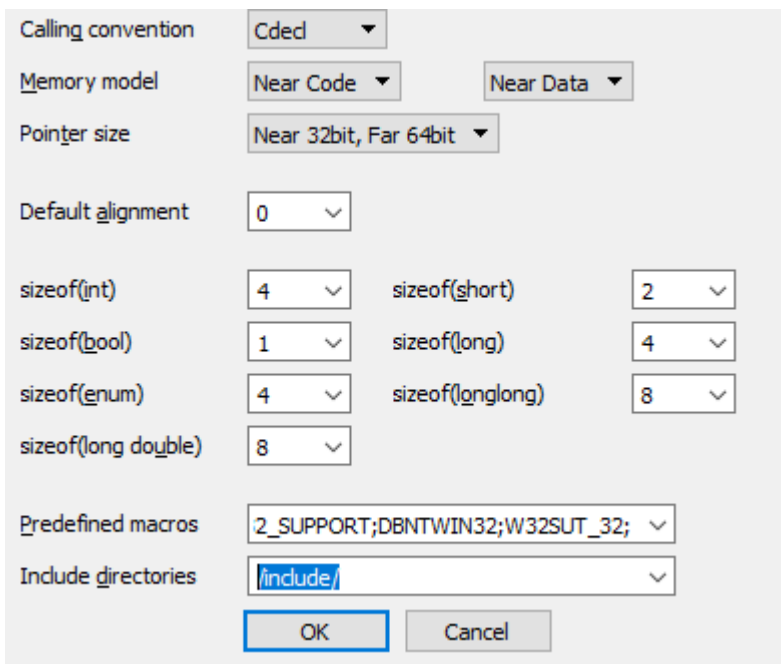 Calling convention Cdecl
Memory model Near Code Near Data
Pointer size Near 32bit, Far 64bit
Default alignment 0
sizeof(int) 4 sizeof(short) 2
sizeof(bool) 1 sizeof(long) 4
sizeof(enum) 4 sizeof(longlong) 8
sizeof(long double) 8
Predefined macros 2_SUPPORT;DBNTWIN32;W32SUT_32;
Include directories /include/
OK Cancel